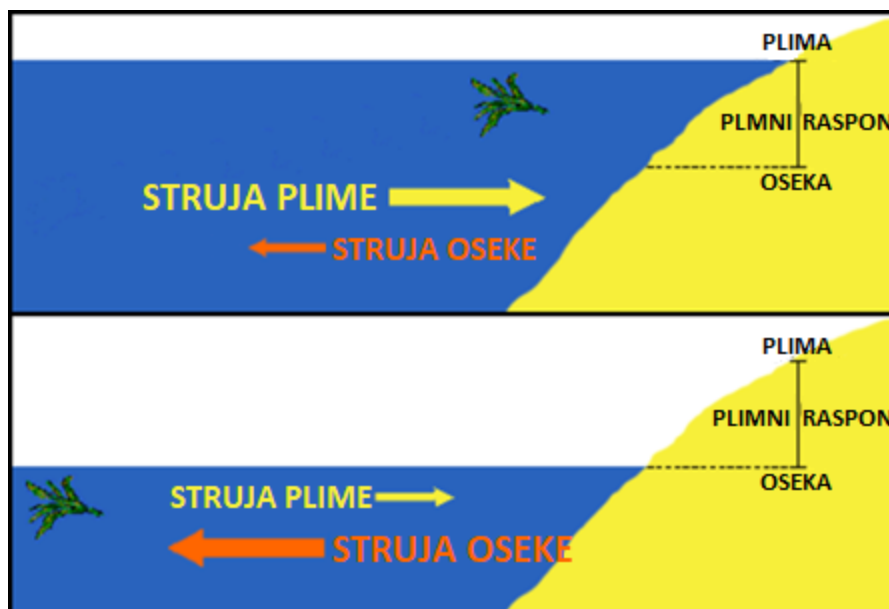 PLIMA
PLMNI RASPON
OSEKA
STRUJA PLIME
STRUJA OSEKE
PLIMA
PLIMNI RASPON
OSEKA
STRUJA PLIME
STRUJA OSEKE